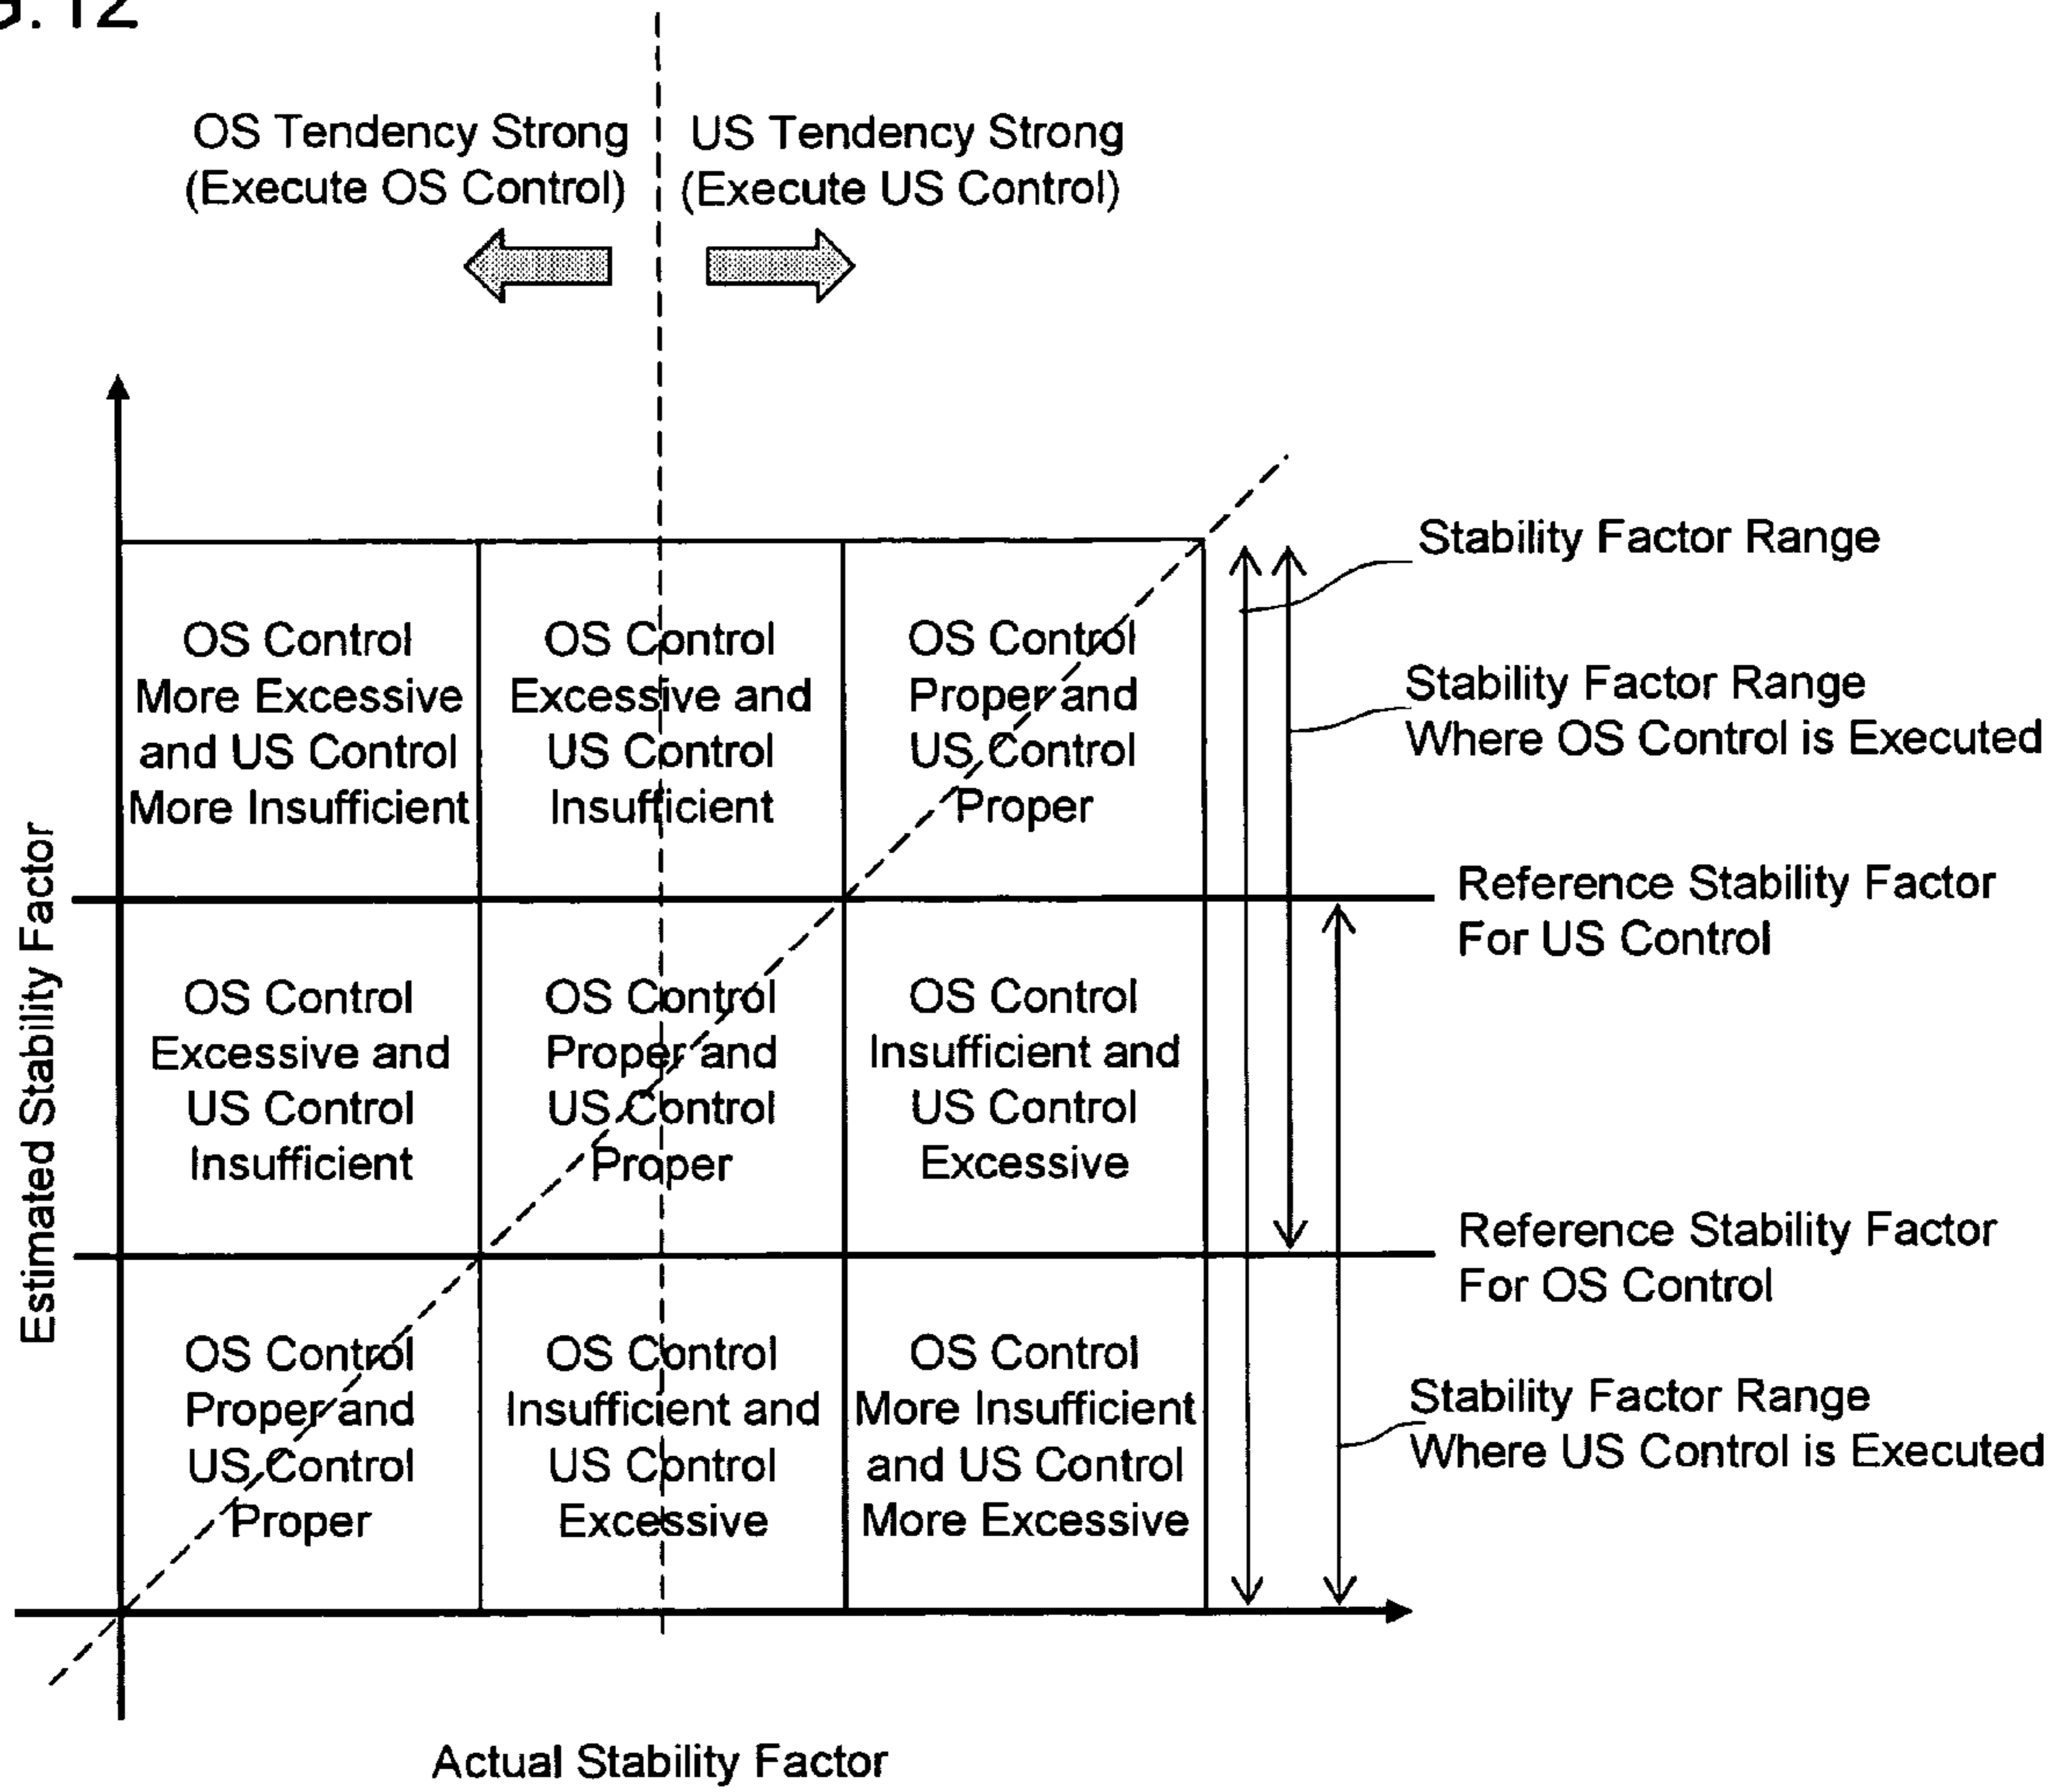 G. 12
OS Tendency Strong
(Execute OS Control)
US Tendency Strong
(Execute US Control)
Stability Factor Range
OS Control
More Excessive
and US Control
More Insufficient
OS Control
Excessive and
US Control
Insufficient
OS Control
Proper and
US Control
Proper
Stability Factor Range
Where OS Control is Executed
Reference Stability Factor
For US Control
Estimated Stability Factor
OS Control
Excessive and
US Control
Insufficient
OS Control
Proper and
US Control
Proper
OS Control
Insufficient and
US Control
Excessive
Reference Stability Factor
For OS Control
OS Control
Proper and
US Control
Proper
OS Control
Insufficient and
US Control
Excessive
OS Control
More Insufficient
and US Control
More Excessive
Stability Factor Range
Where US Control is Executed
Actual Stability Factor